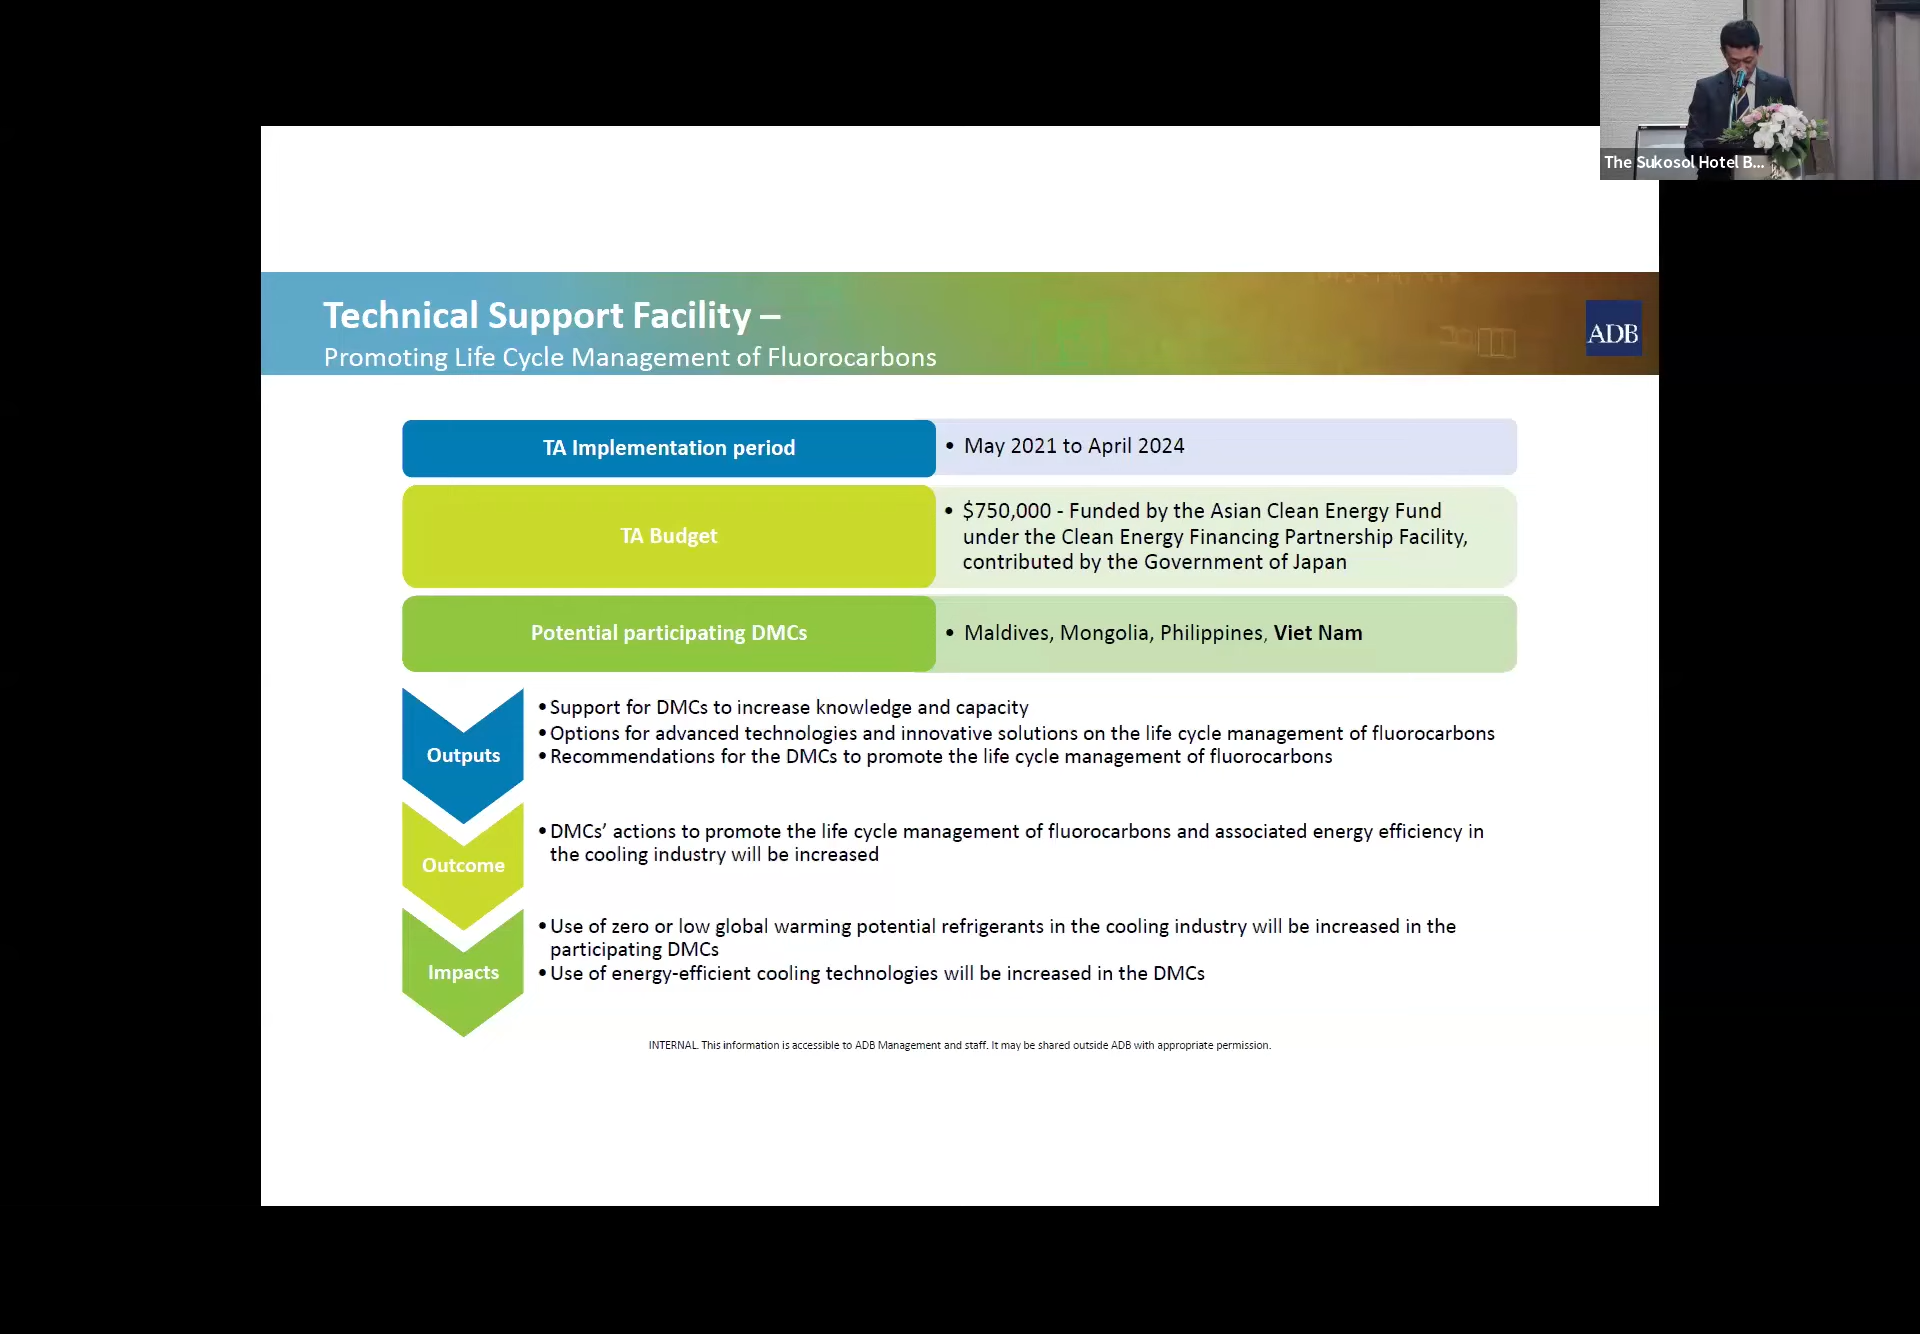 The Sukosol Hotel B...
Technical Support Facility –
Promoting Life Cycle Management of Fluorocarbons
ADB
TA Implementation period
• May 2021 to April 2024
TA Budget
• $750,000 - Funded by the Asian Clean Energy Fund
under the Clean Energy Financing Partnership Facility,
contributed by the Government of Japan
Potential participating DMCs
• Maldives, Mongolia, Philippines, Viet Nam
Outputs
• Support for DMCs to increase knowledge and capacity
• Options for advanced technologies and innovative solutions on the life cycle management of fluorocarbons
• Recommendations for the DMCs to promote the life cycle management of fluorocarbons
Outcome
• DMCs’ actions to promote the life cycle management of fluorocarbons and associated energy efficiency in
the cooling industry will be increased
Impacts
• Use of zero or low global warming potential refrigerants in the cooling industry will be increased in the
participating DMCs
• Use of energy-efficient cooling technologies will be increased in the DMCs
INTERNAL. This information is accessible to ADB Management and staff. It may be shared outside ADB with appropriate permission.